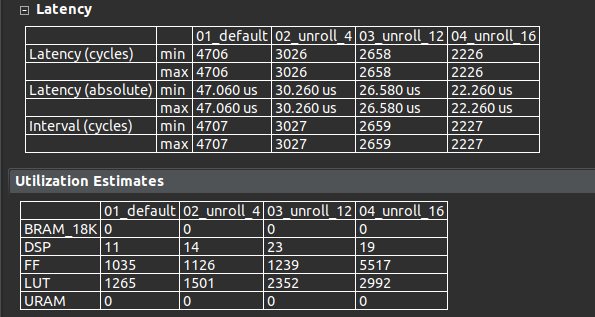 Latency
01_default 02_unroll_4 03_unroll_12 04_unroll_16
Latency (cycles) min 4706 3026 2658 2226
max 4706 3026 2658 2226
Latency (absolute) min 47.060 us 30.260 us 26.580 us 22.260 us
max 47.060 us 30.260 us 26.580 us 22.260 us
Interval (cycles) min 4707 3027 2659 2227
max 4707 3027 2659 2227
Utilization Estimates
01_default 02_unroll_4 03_unroll_12 04_unroll_16
BRAM_18K 0 0 0 0
DSP 11 14 23 19
FF 1035 1126 1239 5517
LUT 1265 1501 2352 2992
URAM 0 0 0 0